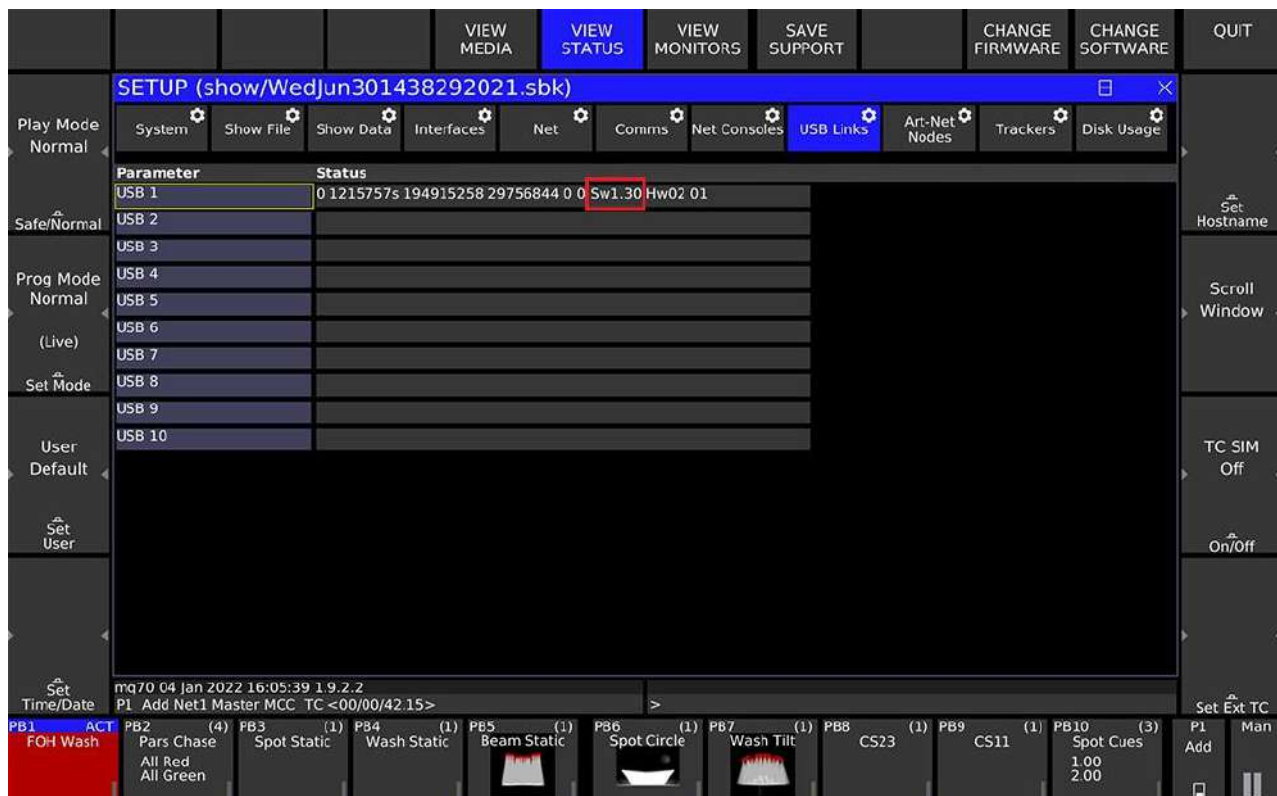 VIEW MEDIA
VIEW STATUS
VIEW MONITORS
SAVE SUPPORT
CHANGE FIRMWARE
CHANGE SOFTWARE
QUIT
SETUP (show/WedJun301438292021.sbk)
System
Show File
Show Data
Interfaces
Net
Comms
Net Consoles
USB Links
Art-Net Nodes
Trackers
Disk Usage
Play Mode
Normal
Safe/Normal
Prog Mode
Normal
(Live)
Set Mode
User
Default
Set
User
Set
Time/Date
Parameter Status
USB 1 0 1215757s 194915258 29756844 0 0 Sw1.30 Hw02 01
USB 2
USB 3
USB 4
USB 5
USB 6
USB 7
USB 8
USB 9
USB 10
Set
Hostname
Scroll
Window
TC SIM
Off
On/Off
Set Ext TC
mq70 04 Jan 2022 16:05:39 1.9.2.2
P1 Add Net1 Master MCC TC <00/00/42.15>
>
PB1 ACT
FOH Wash
PB2 (4)
Pars Chase
All Red
All Green
PB3 (1)
Spot Static
PB4 (1)
Wash Static
PB5 (1)
Beam Static
PB6 (1)
Spot Circle
PB7 (1)
Wash Tilt
PB8 (1)
CS23
PB9 (1)
CS11
PB10 (3)
Spot Cues
1.00
2.00
P1
Add
Man